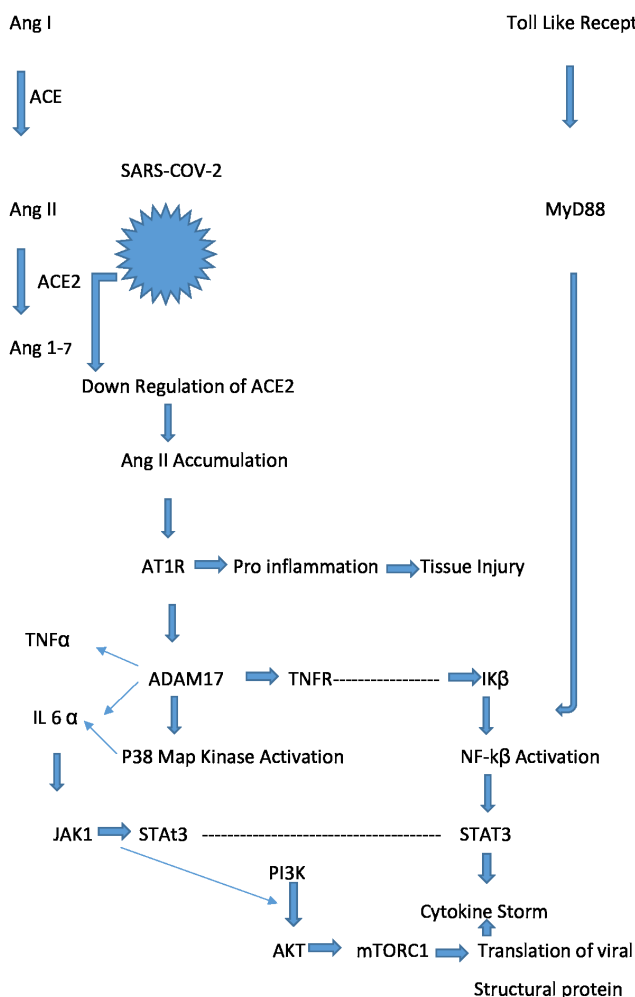 Ang I
Toll Like Recept
ACE
SARS-COV-2
Ang II
MyD88
ACE2
Ang 1-7
Down Regulation of ACE2
Ang II Accumulation
AT1R Pro inflammation Tissue Injury
TNFα
ADAM17 TNFR---------------- IKβ
IL 6 α
P38 Map Kinase Activation NF-kβ Activation
JAK1 STAt3 ------------------------------------ STAT3
PI3K
Cytokine Storm
AKT mTORC1 Translation of viral
Structural protein